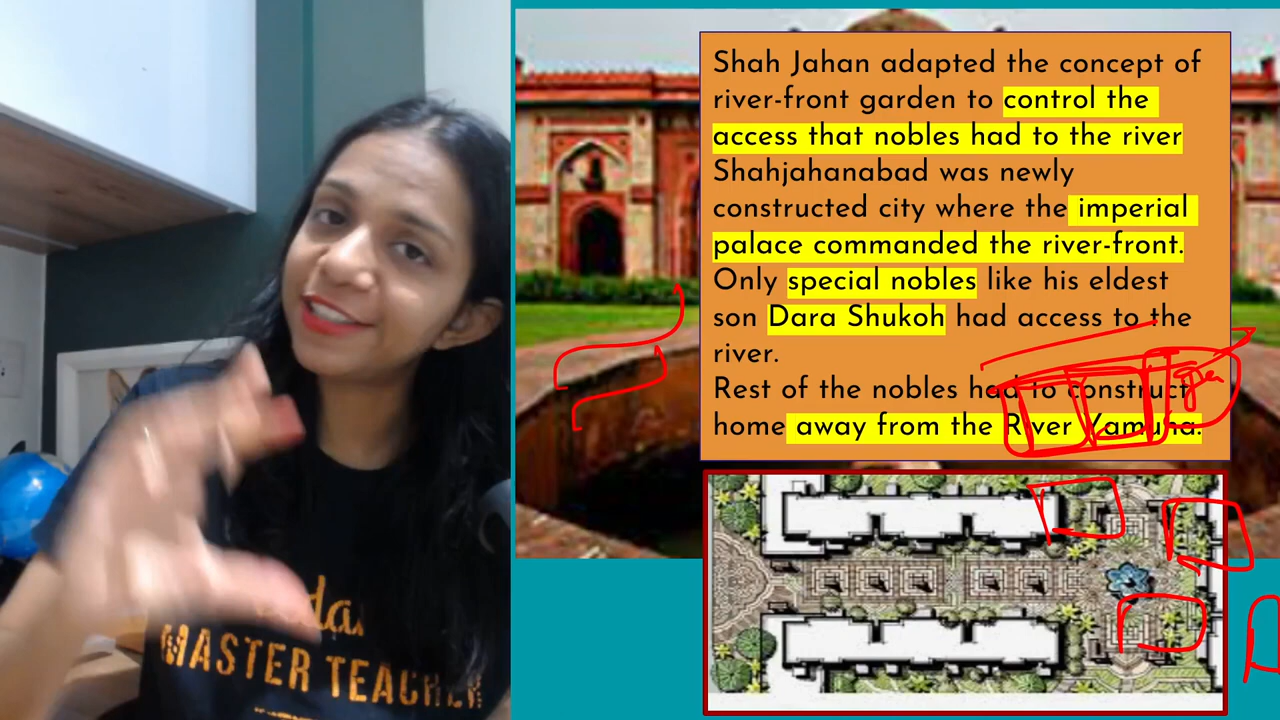 Shah Jahan adapted the concept of
river-front garden to control the
access that nobles had to the river
Shahjahanabad was newly
constructed city where the imperial
palace commanded the river-front.
Only special nobles like his eldest
son Dara Shukoh had access to the
river.
Rest of the nobles had to construct
home away from the River Yamuna.
MASTER TEACHER